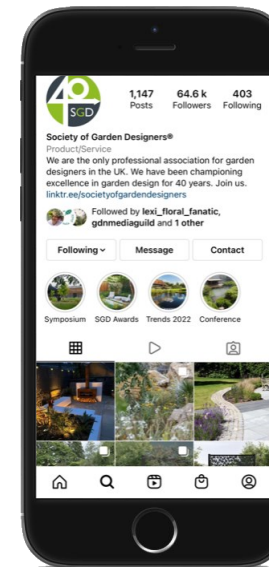 40
SGD
1,147 64.6 k 403
Posts Followers Following
Society of Garden Designers®
Product/Service
We are the only professional association for garden
designers in the UK. We have been championing
excellence in garden design for 40 years. Join us.
linktr.ee/societyofgardendesigners
Followed by lexi_floral_fanatic,
gdnmediaguild and 1 other
Following Message Contact
Symposium SGD Awards Trends 2022 Conference